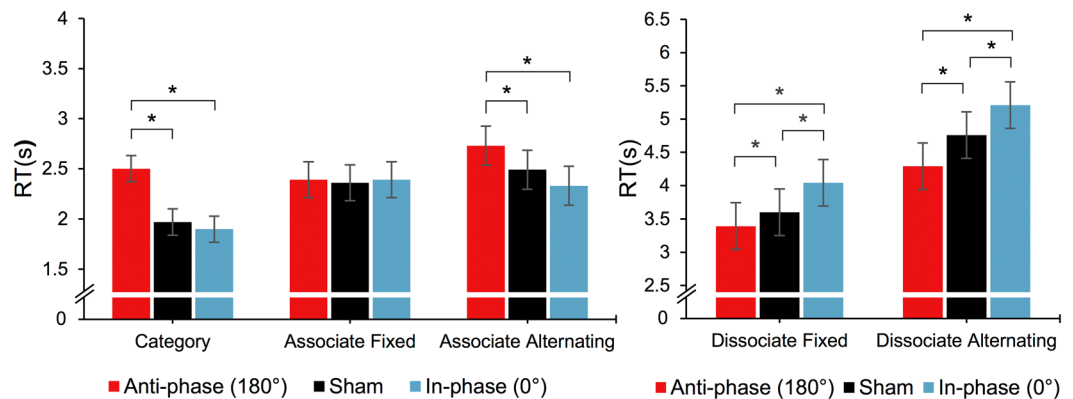 4
3.5
3
2.5
2
1.5
0
RT(s)
*
*
*
*
Category
Associate Fixed
Associate Alternating
Anti-phase (180°)
Sham
In-phase (0°)
6.5
6
5.5
5
4.5
4
3.5
3
2.5
0
RT(s)
*
*
*
*
*
*
Dissociate Fixed
Dissociate Alternating
Anti-phase (180°)
Sham
In-phase (0°)